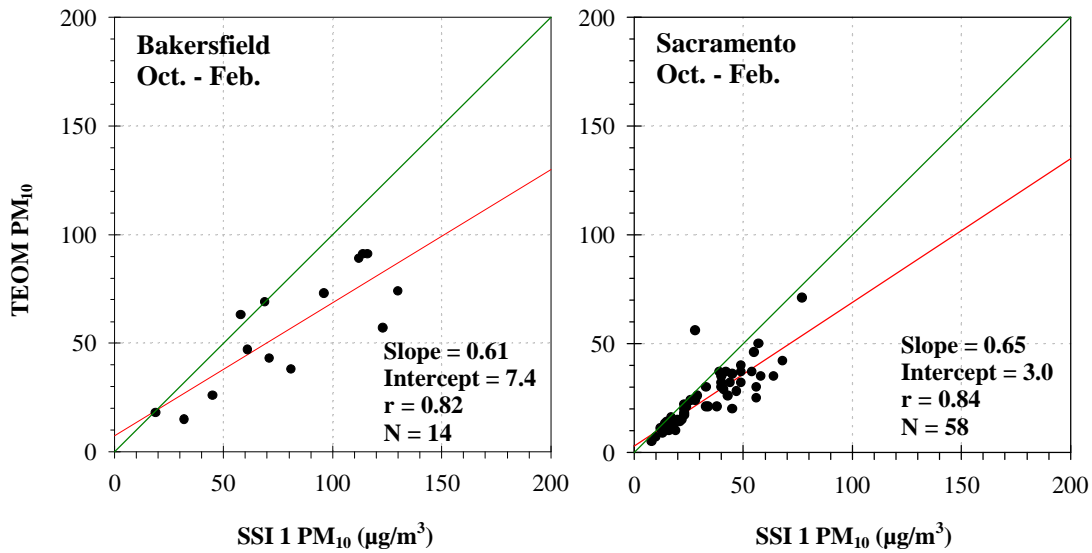 200
150
100
50
0
TEOM PM10
Bakersfield
Oct. - Feb.
Slope = 0.61
Intercept = 7.4
r = 0.82
N = 14
0 50 100 150 200
SSI 1 PM10 (µg/m³)
200
150
100
50
0
Sacramento
Oct. - Feb.
Slope = 0.65
Intercept = 3.0
r = 0.84
N = 58
0 50 100 150 200
SSI 1 PM10 (µg/m³)